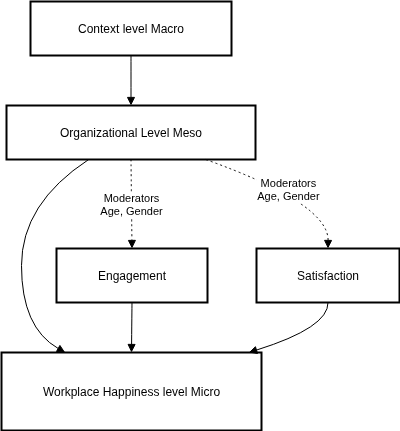 Context level Macro
Organizational Level Meso
Moderators
Age, Gender
Moderators
Age, Gender
Engagement
Satisfaction
Workplace Happiness level Micro